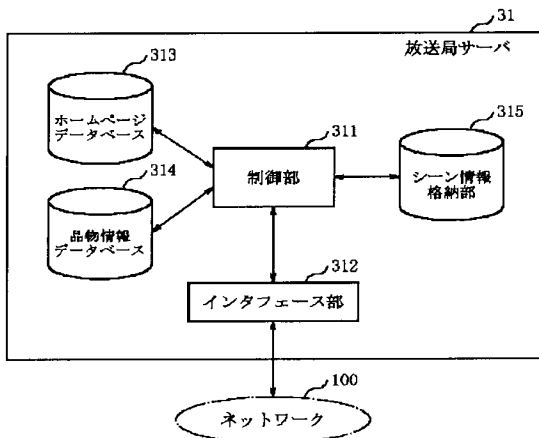 31
放送局サーバ
313
ホームページ
データベース
311
制御部
315
シーン情報
格納部
314
品物情報
データベース
312
インタフェース部
100
ネットワーク